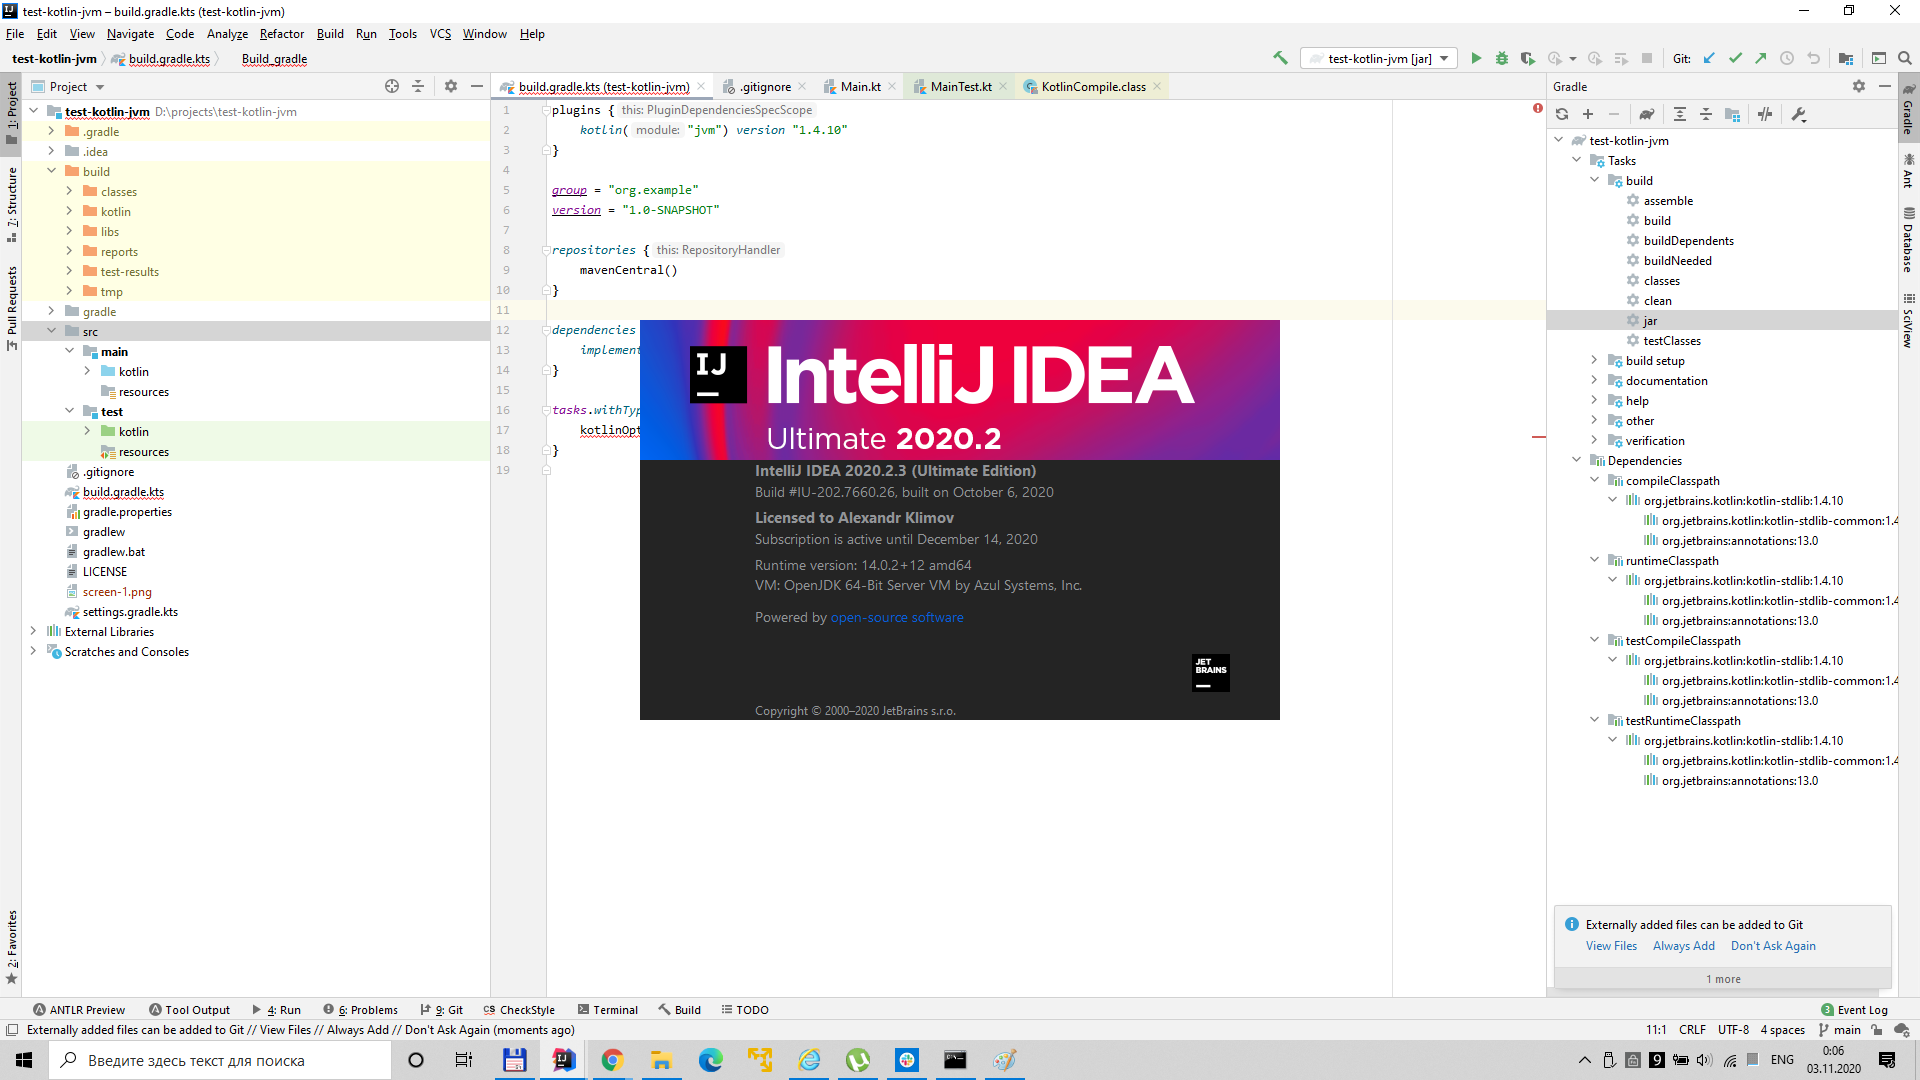 test-kotlin-jvm – build.gradle.kts (test-kotlin-jvm)
File Edit View Navigate Code Analyze Refactor Build Run Tools VCS Window Help
test-kotlin-jvm build.gradle.kts Build_gradle
test-kotlin-jvm [jar] Git:
1: Project
7: Structure
Pull Requests
2: Favorites
Project
test-kotlin-jvm D:\projects\test-kotlin-jvm
.gradle
.idea
build
classes
kotlin
libs
reports
test-results
tmp
gradle
src
main
kotlin
resources
test
kotlin
resources
.gitignore
build.gradle.kts
gradle.properties
gradlew
gradlew.bat
LICENSE
screen-1.png
settings.gradle.kts
External Libraries
Scratches and Consoles
build.gradle.kts (test-kotlin-jvm) .gitignore Main.kt MainTest.kt KotlinCompile.class
1 plugins { this: PluginDependenciesSpecScope
2 kotlin( module: "jvm") version "1.4.10"
3 }
4
5 group = "org.example"
6 version = "1.0-SNAPSHOT"
7
8 repositories { this: RepositoryHandler
9 mavenCentral()
10 }
11
12 dependencies
13 implement
14 }
15
16 tasks.withTyp
17 kotlinOpt
18 }
19
IJ
IntelliJ IDEA
Ultimate 2020.2
IntelliJ IDEA 2020.2.3 (Ultimate Edition)
Build #IU-202.7660.26, built on October 6, 2020
Licensed to Alexandr Klimov
Subscription is active until December 14, 2020
Runtime version: 14.0.2+12 amd64
VM: OpenJDK 64-Bit Server VM by Azul Systems, Inc.
Powered by open-source software
JET
BRAINS
Copyright © 2000–2020 JetBrains s.r.o.
Gradle
test-kotlin-jvm
Tasks
build
assemble
build
buildDependents
buildNeeded
classes
clean
jar
testClasses
build setup
documentation
help
other
verification
Dependencies
compileClasspath
org.jetbrains.kotlin:kotlin-stdlib:1.4.10
org.jetbrains.kotlin:kotlin-stdlib-common:1.4
org.jetbrains:annotations:13.0
runtimeClasspath
org.jetbrains.kotlin:kotlin-stdlib:1.4.10
org.jetbrains.kotlin:kotlin-stdlib-common:1.4
org.jetbrains:annotations:13.0
testCompileClasspath
org.jetbrains.kotlin:kotlin-stdlib:1.4.10
org.jetbrains.kotlin:kotlin-stdlib-common:1.4
org.jetbrains:annotations:13.0
testRuntimeClasspath
org.jetbrains.kotlin:kotlin-stdlib:1.4.10
org.jetbrains.kotlin:kotlin-stdlib-common:1.4
org.jetbrains:annotations:13.0
Gradle
Ant
Database
SciView
Externally added files can be added to Git
View Files Always Add Don't Ask Again
1 more
ANTLR Preview Tool Output 4: Run 6: Problems 9: Git CS CheckStyle Terminal Build TODO 3 Event Log
Externally added files can be added to Git // View Files // Always Add // Don't Ask Again (moments ago) 11:1 CRLF UTF-8 4 spaces main
Введите здесь текст для поиска
9 ENG
0:06
03.11.2020